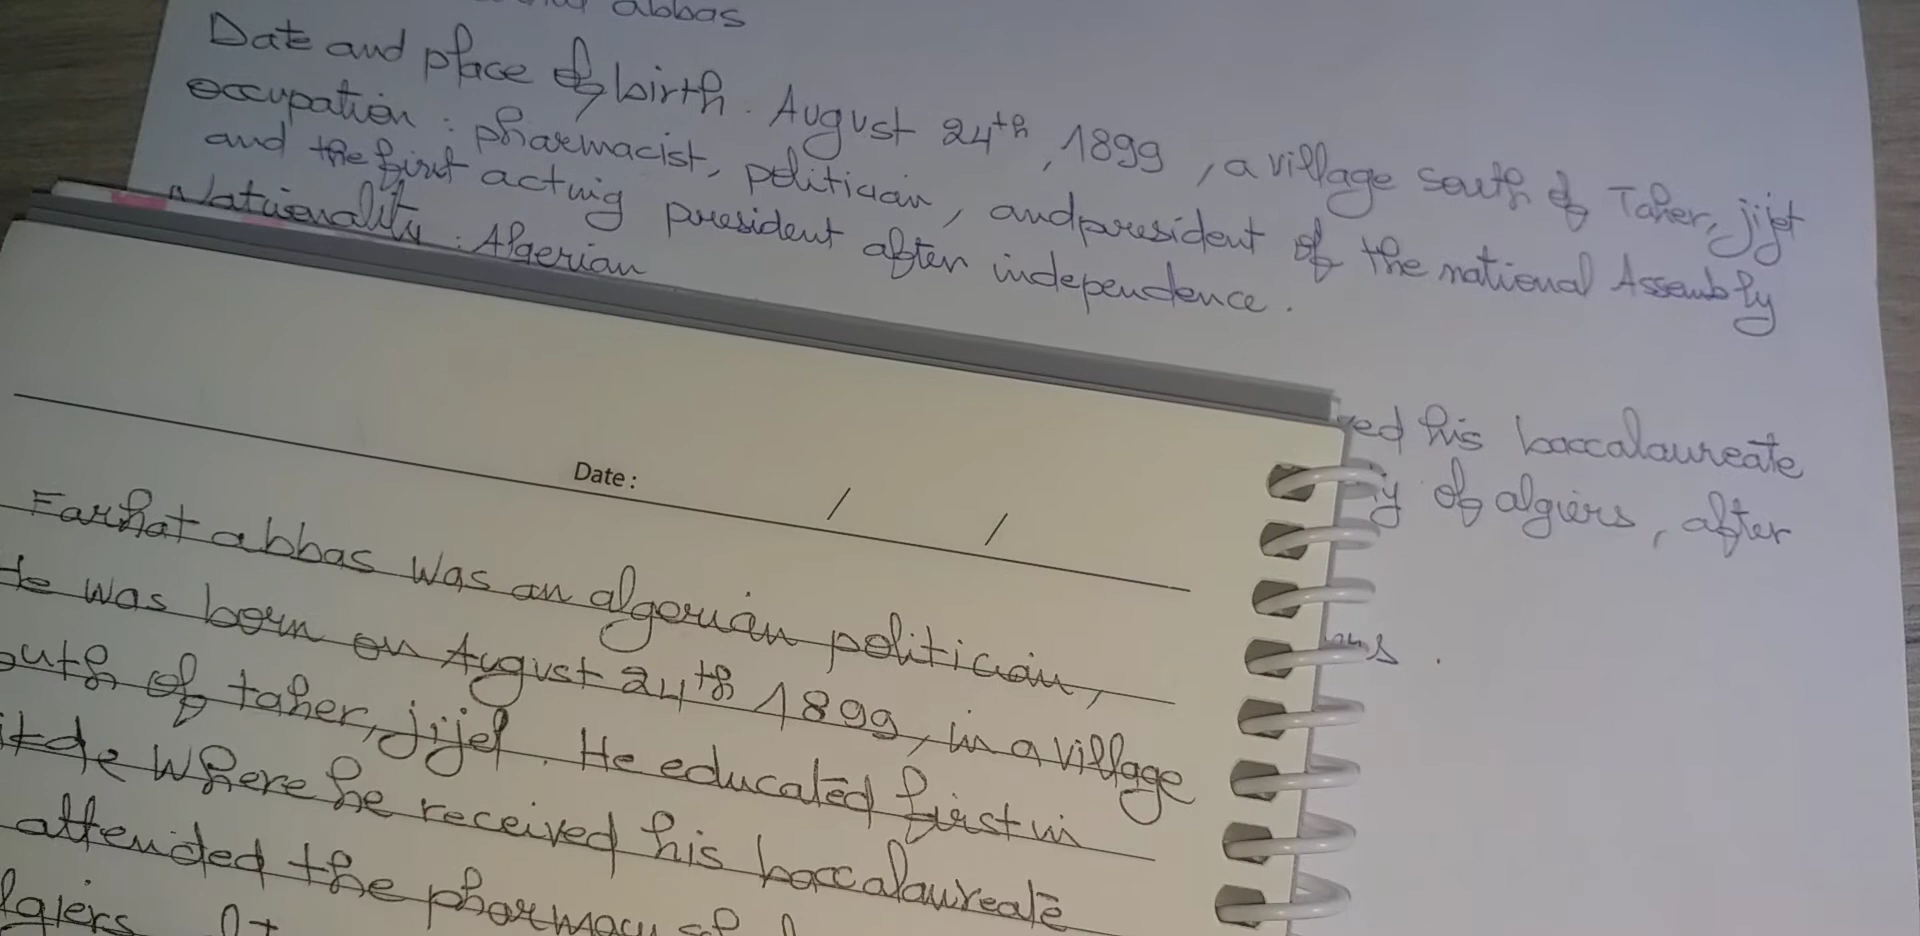 abbas
Date and place of birth. August 24th, 1899, a village south of Taher, jijel
occupation : pharmacist, politician, and president of the national Assembly
and the first acting president after independence.
Nationality : Algerian
his baccalaureate
of algiers, after
Date: / /
Farhat abbas was an algerian politician,
He was born on August 24th 1899, in a village
of taher, jijel. He educated first in
where he received his baccalaureate
attended the pharmacy